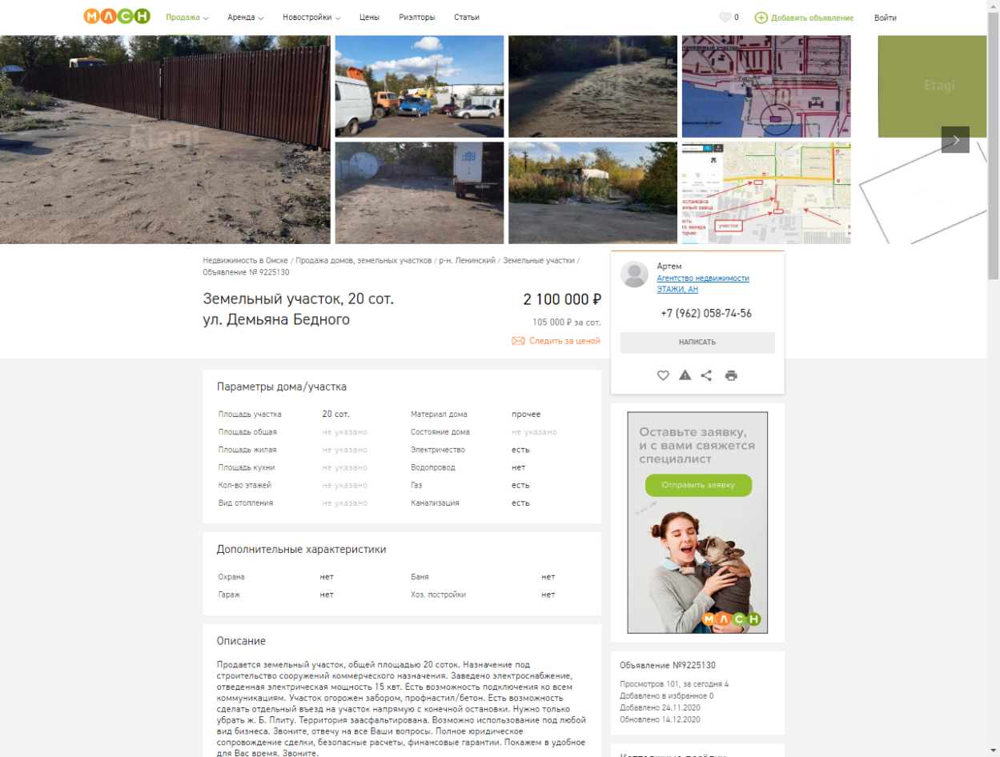 МЛСН
Продажа
Аренда
Новостройки
Цены
Риэлторы
Статьи
0
Добавить объявление
Войти
Etagi
d99
остановка
участок
Недвижимость в Омске / Продажа домов, земельных участков / р-н. Ленинский / Земельные участки /
Объявление № 9225130
Земельный участок, 20 сот.
ул. Демьяна Бедного
2 100 000 ₽
105 000 ₽ за сот.
Следить за ценой
Артем
Агентство недвижимости
ЭТАЖИ, АН
+7 (962) 058-74-56
НАПИСАТЬ
Параметры дома/участка
Площадь участка 20 сот. Материал дома прочее
Площадь общая не указано Состояние дома не указано
Площадь жилая не указано Электричество есть
Площадь кухни не указано Водопровод нет
Кол-во этажей не указано Газ есть
Вид отопления не указано Канализация есть
Дополнительные характеристики
Охрана нет Баня нет
Гараж нет Хоз. постройки нет
Описание
Продается земельный участок, общей площадью 20 соток. Назначение под
строительство сооружений коммерческого назначения. Заведено электроснабжение,
отведенная электрическая мощность 15 квт. Есть возможность подключения ко всем
коммуникациям. Участок огорожен забором, профнастил/бетон. Есть возможность
сделать отдельный въезд на участок напрямую с конечной остановки. Нужно только
убрать ж. Б. Плиту. Территория заасфальтирована. Возможно использование под любой
вид бизнеса. Звоните, отвечу на все Ваши вопросы. Полное юридическое
сопровождение сделки, безопасные расчеты, финансовые гарантии. Покажем в удобное
для Вас время. Звоните.
Оставьте заявку,
и с вами свяжется
специалист
Отправить заявку
МЛСН
Объявление №9225130
Просмотров 101, за сегодня 4
Добавлено в избранное 0
Добавлено 24.11.2020
Обновлено 14.12.2020